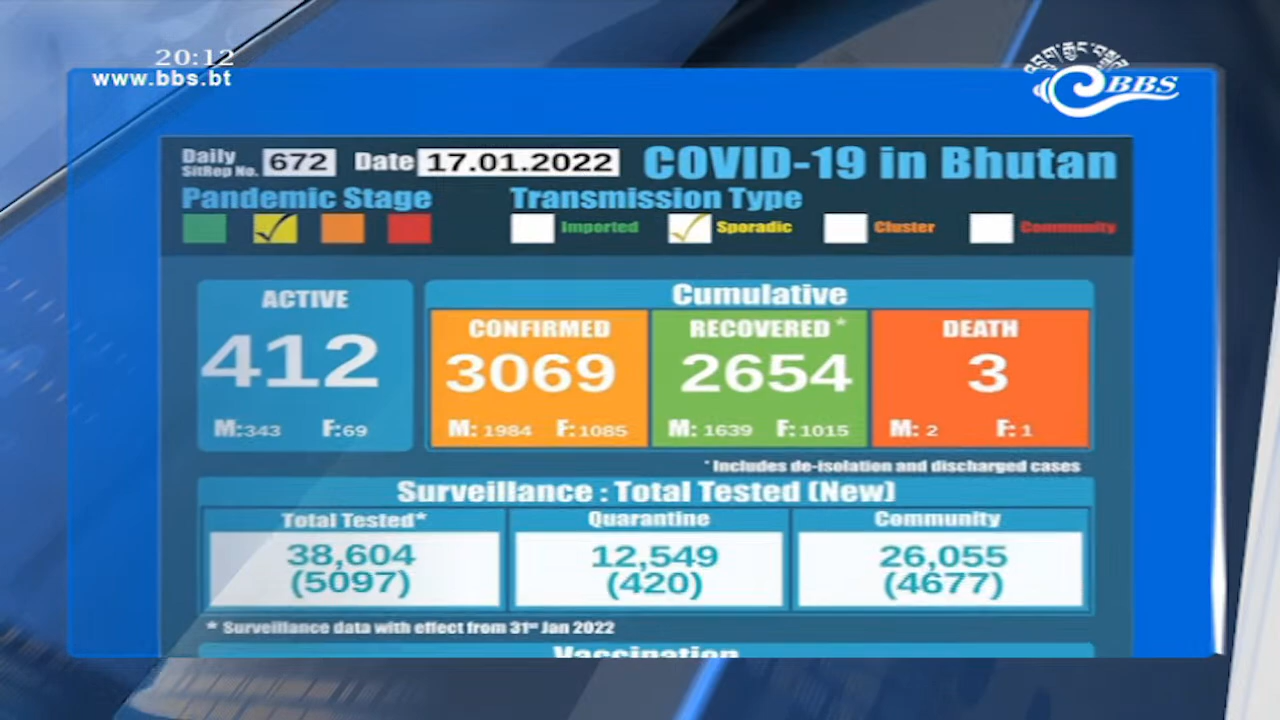 20:12
www.bbs.bt
BBS
Daily
SitRep No. 672 Date 17.01.2022 COVID-19 in Bhutan
Pandemic Stage Transmission Type
Imported Sporadic Cluster Community
ACTIVE
412
M:343 F:69
Cumulative
CONFIRMED
3069
M: 1984 F: 1085
RECOVERED *
2654
M: 1639 F: 1015
DEATH
3
M: 2 F: 1
* Includes de-isolation and discharged cases
Surveillance : Total Tested (New)
Total Tested* Quarantine Community
38,604 12,549 26,055
(5097) (420) (4677)
* Surveillance data with effect from 31st Jan 2022
Vaccination